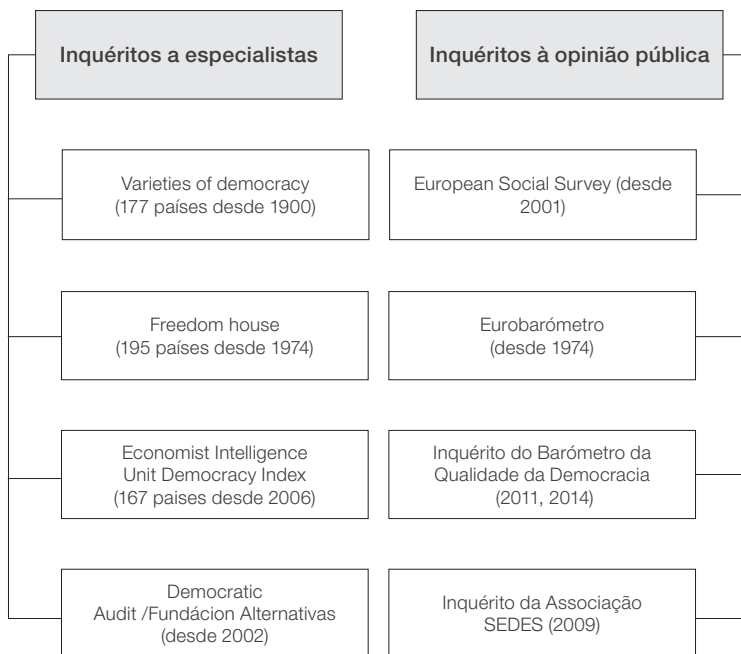 Inquéritos a especialistas
Varieties of democracy
(177 países desde 1900)
Freedom house
(195 países desde 1974)
Economist Intelligence
Unit Democracy Index
(167 paises desde 2006)
Democratic
Audit /Fundácion Alternativas
(desde 2002)
Inquéritos à opinião pública
European Social Survey (desde
2001)
Eurobarómetro
(desde 1974)
Inquérito do Barómetro da
Qualidade da Democracia
(2011, 2014)
Inquérito da Associação
SEDES (2009)